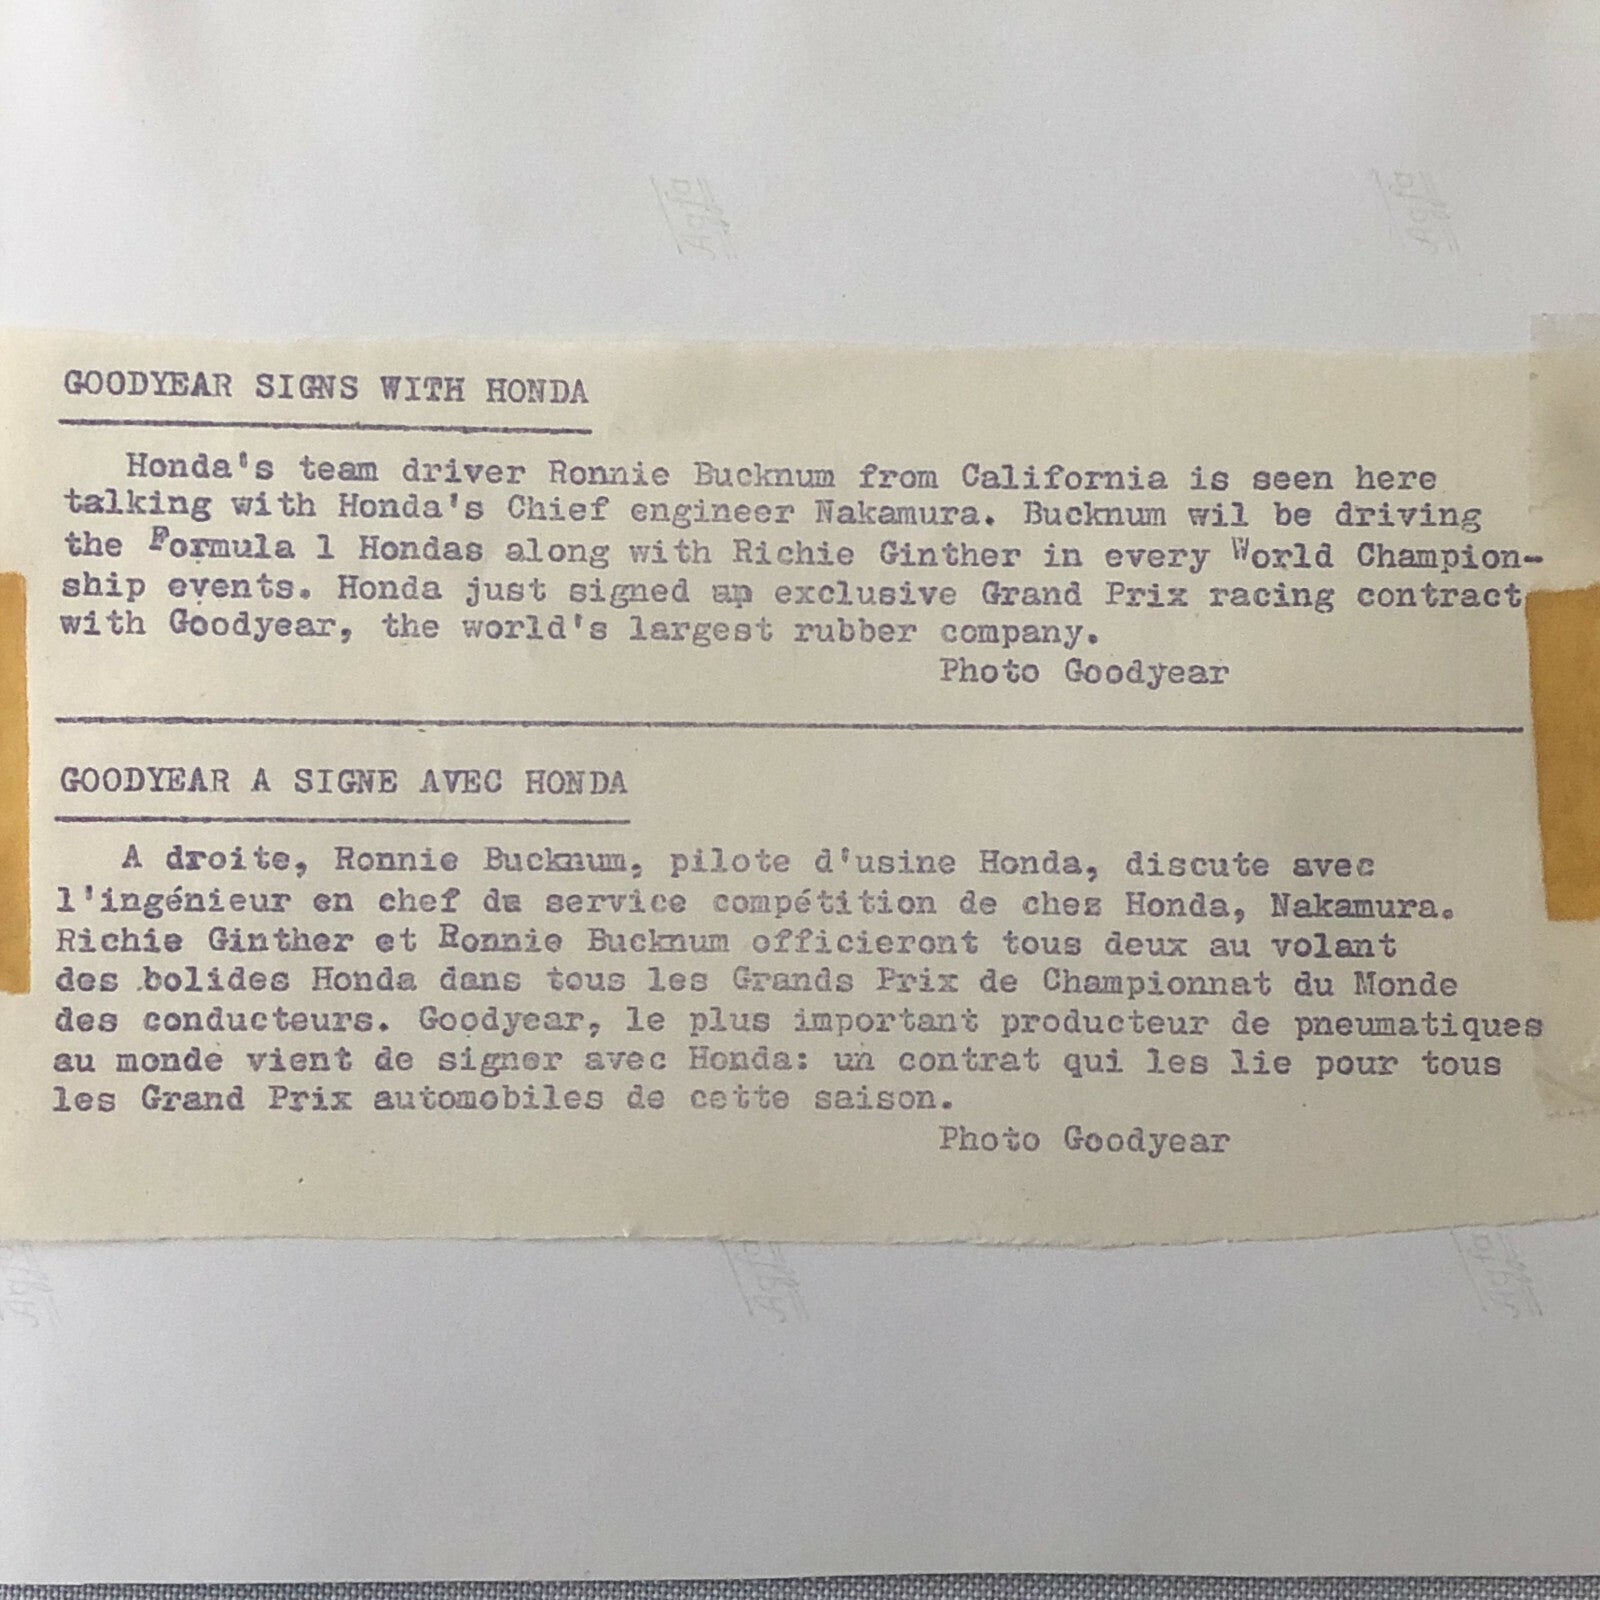 GOODYEAR SIGNS WITH HONDA
Honda's team driver Ronnie Bucknum from California is seen here
talking with Honda's Chief engineer Nakamura. Bucknum wil be driving
the Formula 1 Hondas along with Richie Ginther in every World Champion-
ship events. Honda just signed an exclusive Grand Prix racing contract
with Goodyear, the world's largest rubber company.
Photo Goodyear
GOODYEAR A SIGNE AVEC HONDA
A droite, Ronnie Bucknum, pilote d'usine Honda, discute avec
l'ingénieur en chef du service compétition de chez Honda, Nakamura.
Richie Ginther et Ronnie Bucknum officieront tous deux au volant
des bolides Honda dans tous les Grands Prix de Championnat du Monde
des conducteurs. Goodyear, le plus important producteur de pneumatiques
au monde vient de signer avec Honda: un contrat qui les lie pour tous
les Grand Prix automobiles de cette saison.
Photo Goodyear